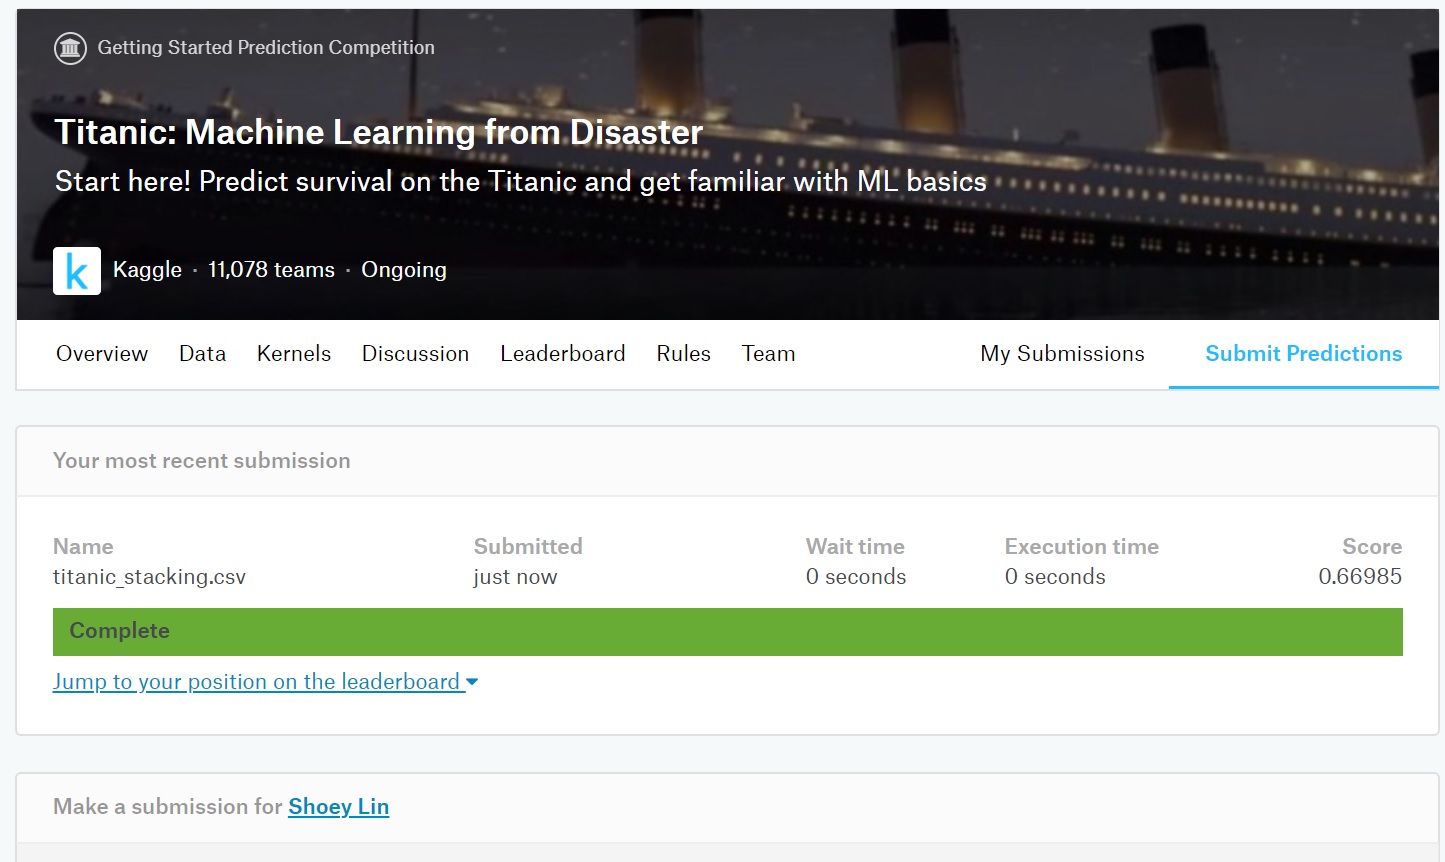 Getting Started Prediction Competition
Titanic: Machine Learning from Disaster
Start here! Predict survival on the Titanic and get familiar with ML basics
k
Kaggle · 11,078 teams · Ongoing
Overview Data Kernels Discussion Leaderboard Rules Team My Submissions Submit Predictions
Your most recent submission
Name Submitted Wait time Execution time Score
titanic_stacking.csv just now 0 seconds 0 seconds 0.66985
Complete
Jump to your position on the leaderboard
Make a submission for Shoey Lin